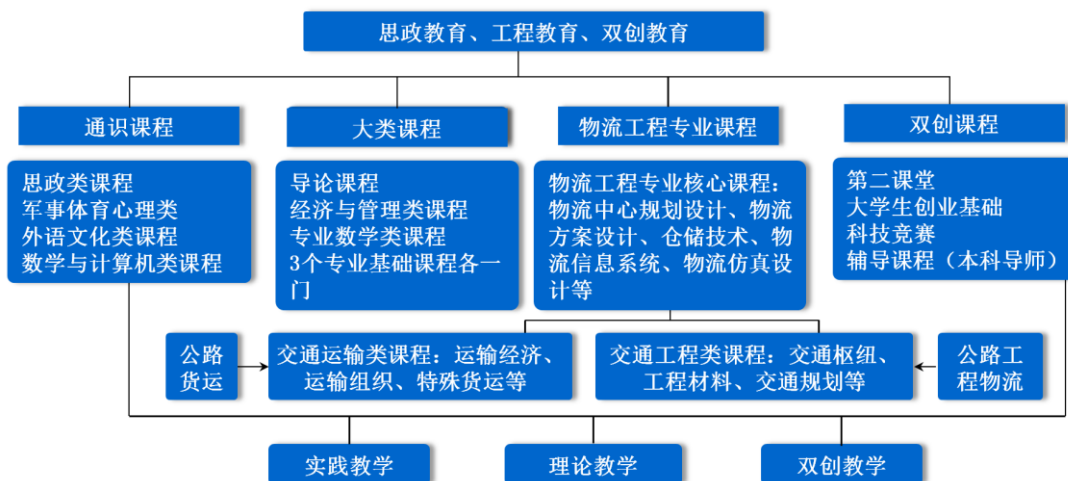 思政教育、工程教育、双创教育
通识课程
大类课程
物流工程专业课程
双创课程
思政类课程
军事体育心理类
外语文化类课程
数学与计算机类课程
导论课程
经济与管理类课程
专业数学类课程
3个专业基础课程各一
门
物流工程专业核心课程：
物流中心规划设计、物流
方案设计、仓储技术、物
流信息系统、物流仿真设
计等
第二课堂
大学生创业基础
科技竞赛
辅导课程（本科导师）
公路
货运
交通运输类课程：运输经济、
运输组织、特殊货运等
交通工程类课程：交通枢纽、
工程材料、交通规划等
公路工
程物流
实践教学
理论教学
双创教学